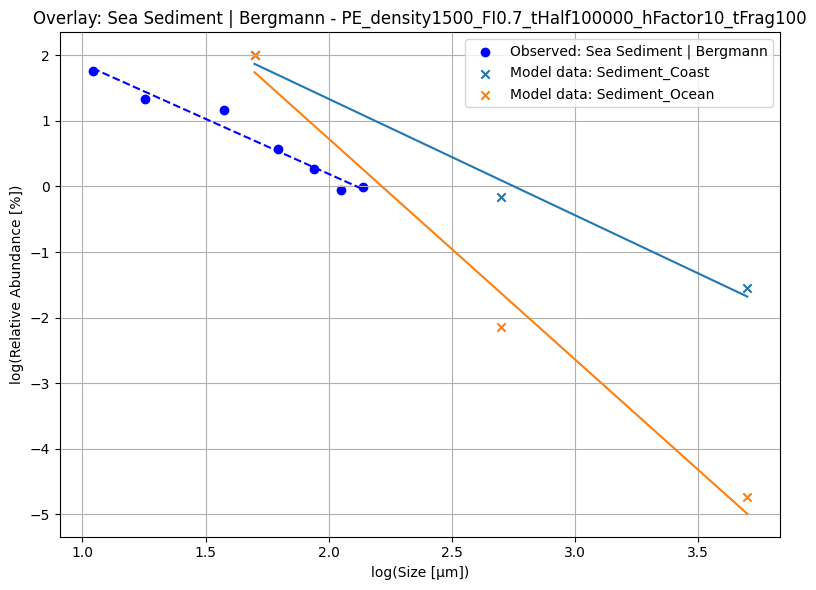 Overlay: Sea Sediment | Bergmann - PE_density1500_FI0.7_tHalf100000_hFactor10_tFrag100
Observed: Sea Sediment | Bergmann
Model data: Sediment_Coast
Model data: Sediment_Ocean
log(Relative Abundance [%])
2
1
0
−1
−2
−3
−4
−5
1.0 1.5 2.0 2.5 3.0 3.5
log(Size [µm])